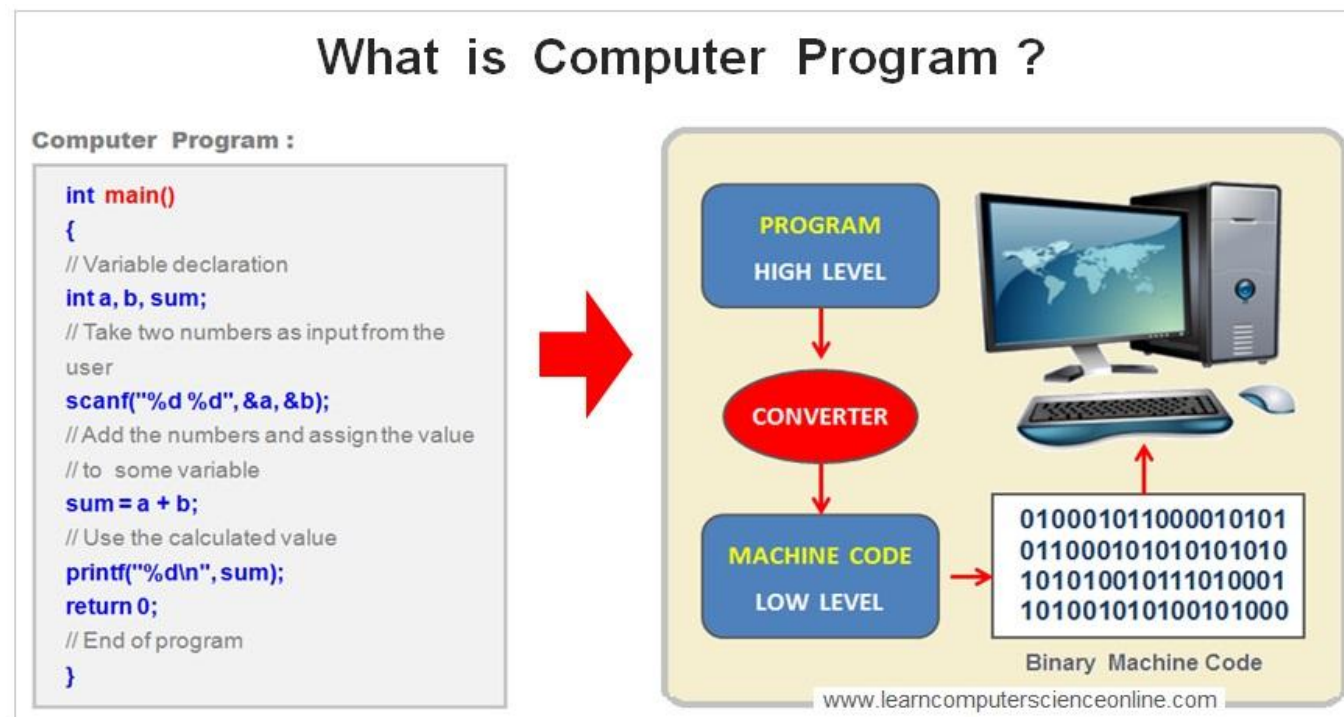 What is Computer Program ?
Computer Program :
int main()
{
// Variable declaration
int a, b, sum;
// Take two numbers as input from the
user
scanf("%d %d", &a, &b);
// Add the numbers and assign the value
// to some variable
sum = a + b;
// Use the calculated value
printf("%d\n", sum);
return 0;
// End of program
}
PROGRAM
HIGH LEVEL
CONVERTER
MACHINE CODE
LOW LEVEL
010001011000010101
011000101010101010
101010010111010001
101001010100101000
Binary Machine Code
www.learncomputerscienceonline.com